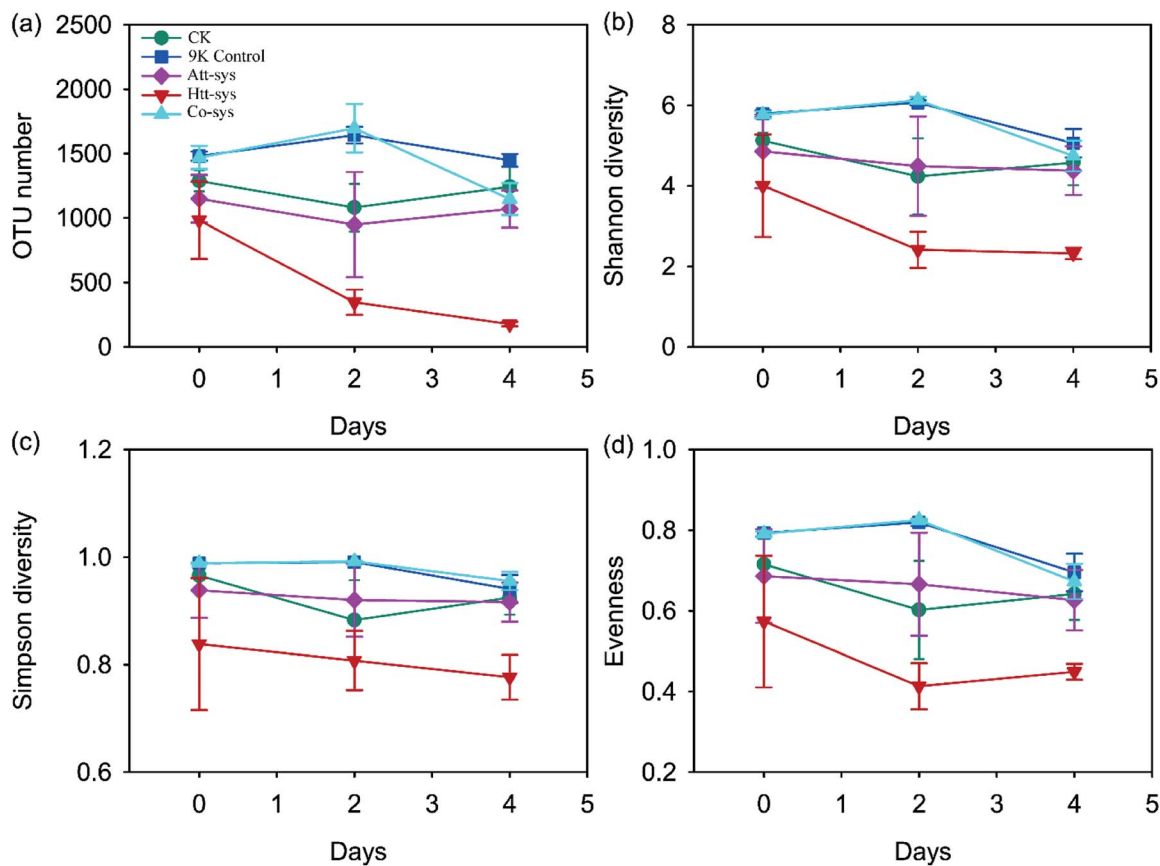 (a)
2500
2000
1500
1000
500
0
OTU number
CK
9K Control
Att-sys
Htt-sys
Co-sys
0 1 2 3 4 5
Days
(b)
8
6
4
2
0
Shannon diversity
0 1 2 3 4 5
Days
(c)
1.2
1.0
0.8
0.6
Simpson diversity
0 1 2 3 4 5
Days
(d)
1.0
0.8
0.6
0.4
0.2
Evenness
0 1 2 3 4 5
Days